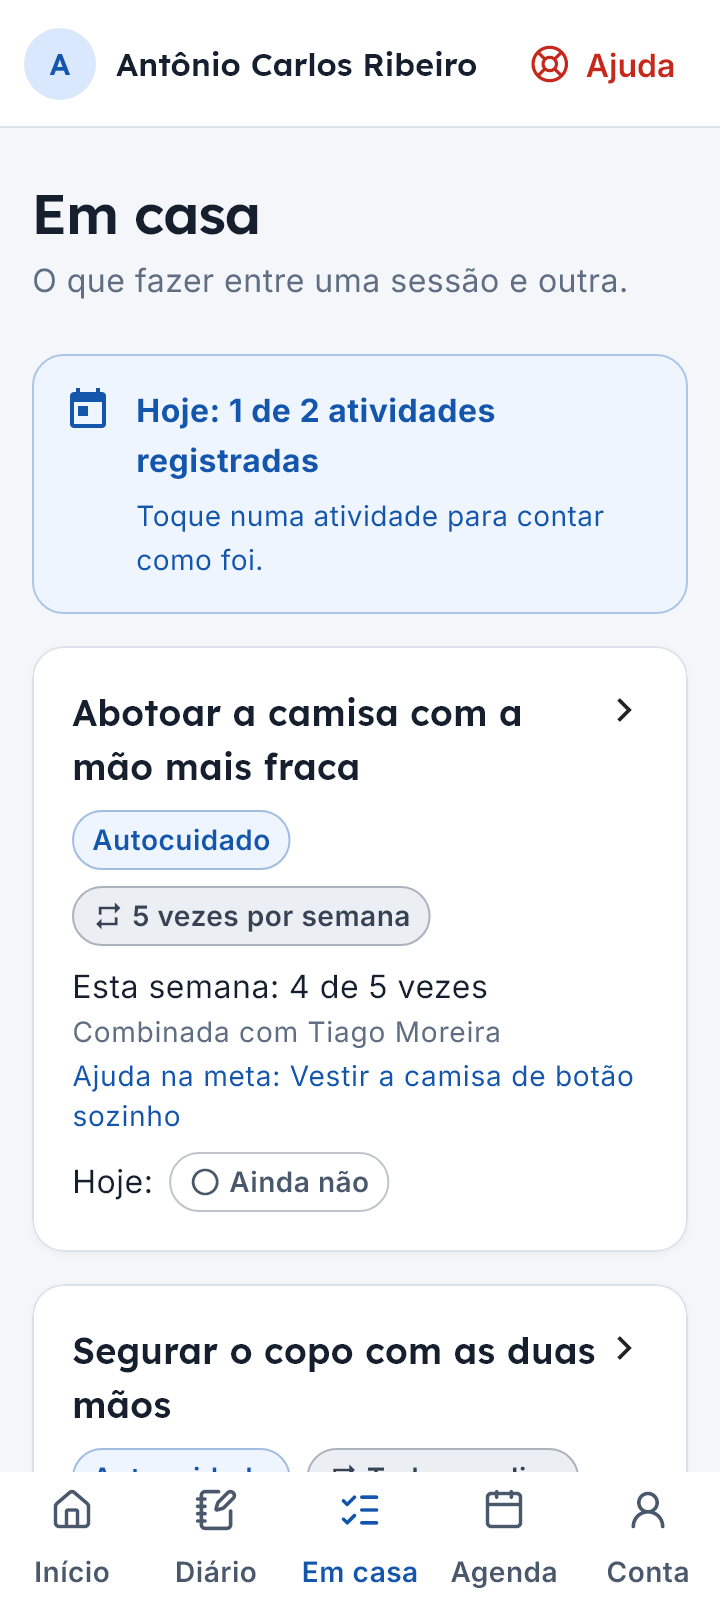 A
Antônio Carlos Ribeiro
Ajuda
Em casa
O que fazer entre uma sessão e outra.
Hoje: 1 de 2 atividades
registradas
Toque numa atividade para contar
como foi.
Abotoar a camisa com a
mão mais fraca
Autocuidado
5 vezes por semana
Esta semana: 4 de 5 vezes
Combinada com Tiago Moreira
Ajuda na meta: Vestir a camisa de botão
sozinho
Hoje:
Ainda não
Segurar o copo com as duas
mãos
Início
Diário
Em casa
Agenda
Conta